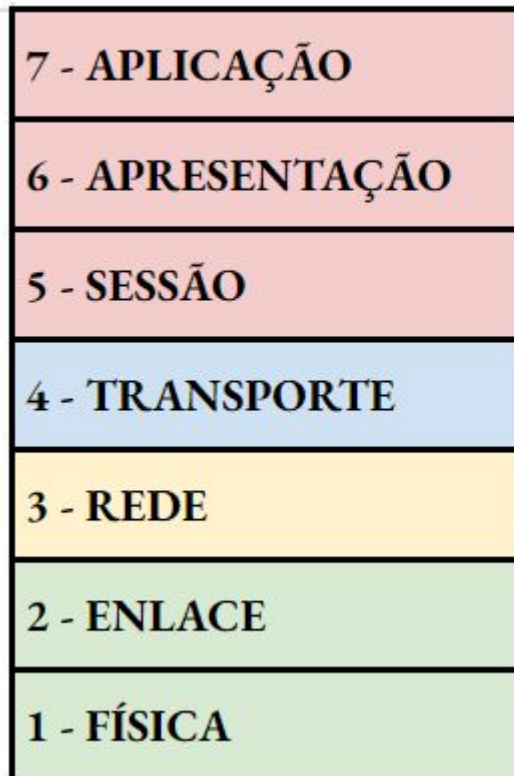 7 - APLICAÇÃO
6 - APRESENTAÇÃO
5 - SESSÃO
4 - TRANSPORTE
3 - REDE
2 - ENLACE
1 - FÍSICA